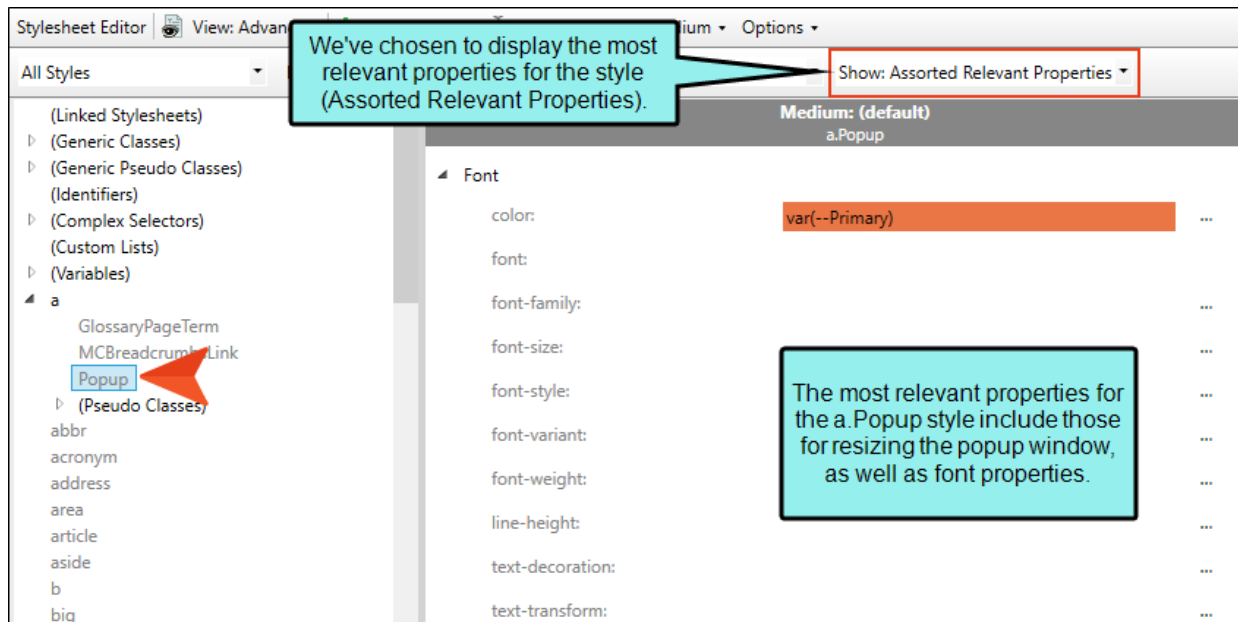 Stylesheet Editor View: Advan ium Options
We've chosen to display the most
relevant properties for the style
(Assorted Relevant Properties).
All Styles Show: Assorted Relevant Properties
Medium: (default)
a.Popup
(Linked Stylesheets)
(Generic Classes)
(Generic Pseudo Classes)
(Identifiers)
(Complex Selectors)
(Custom Lists)
(Variables)
a
GlossaryPageTerm
MCBreadcrumbsLink
Popup
(Pseudo Classes)
abbr
acronym
address
area
article
aside
b
big
Font
color: var(--Primary) ...
font:
font-family: ...
font-size: ...
font-style: ...
font-variant: ...
font-weight: ...
line-height: ...
text-decoration: ...
text-transform: ...
The most relevant properties for
the a.Popup style include those
for resizing the popup window,
as well as font properties.